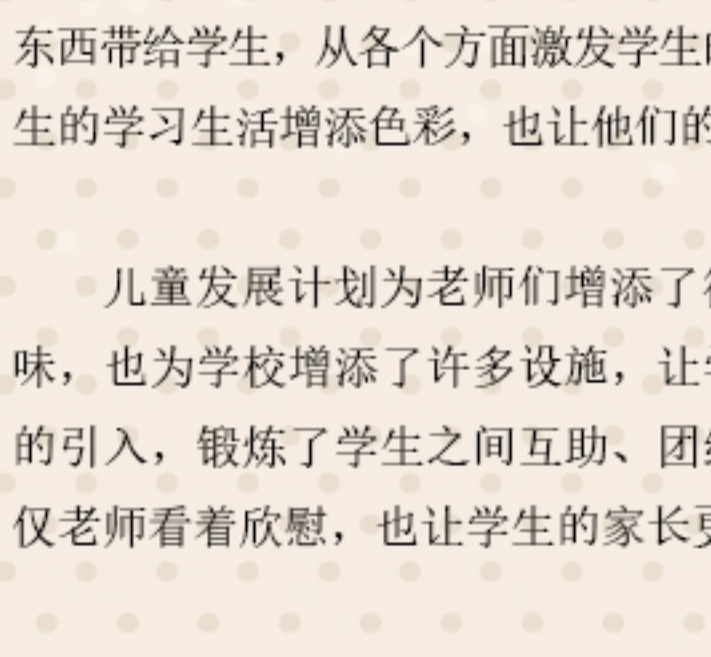 东西带给学生，从各个方面激发学生
生的学习生活增添色彩，也让他们的
儿童发展计划为老师们增添了
味，也为学校增添了许多设施，让
的引入，锻炼了学生之间互助、团
仅老师看着欣慰，也让学生的家长更